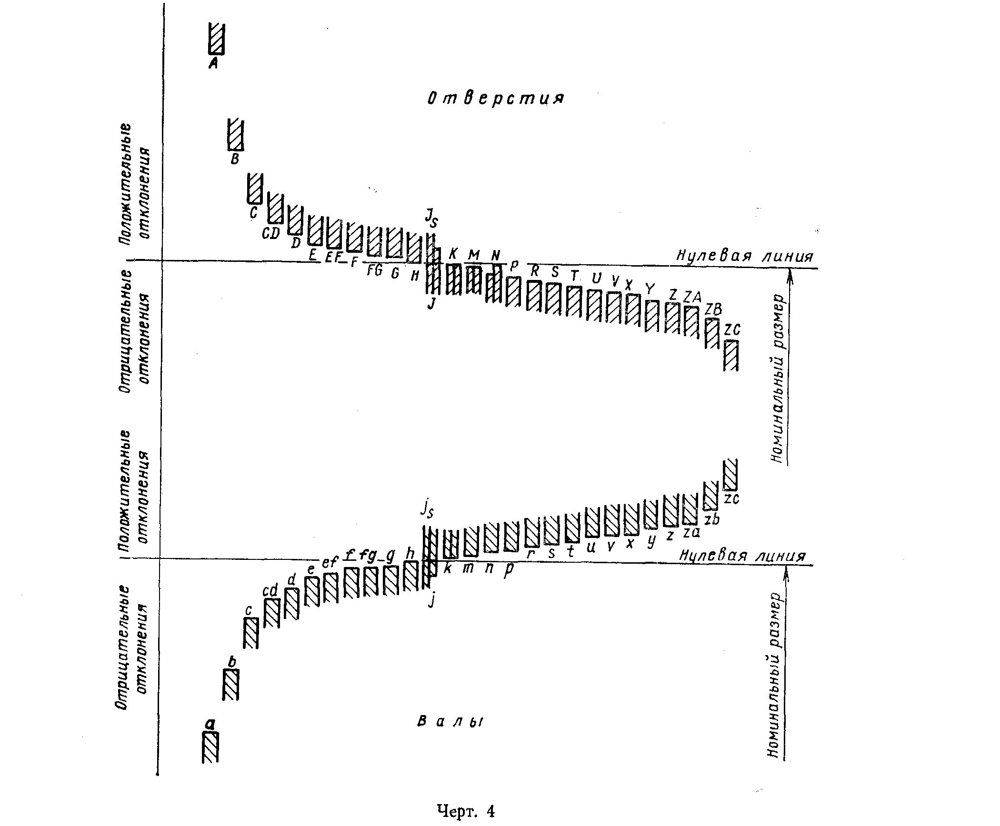 A
Отверстия
B
Положительные
отклонения
C
CD
D
E
EF
F
FG
G
H
Js
J
K
M
N
P
R
S
T
U
V
X
Y
Z
ZA
ZB
ZC
Нулевая линия
Отрицательные
отклонения
Номинальный размер
Положительные
отклонения
zc
zb
za
z
y
x
v
u
t
s
r
p
n
m
k
js
j
h
g
fg
f
ef
e
d
cd
c
b
a
Нулевая линия
Отрицательные
отклонения
Номинальный размер
Валы
Черт. 4